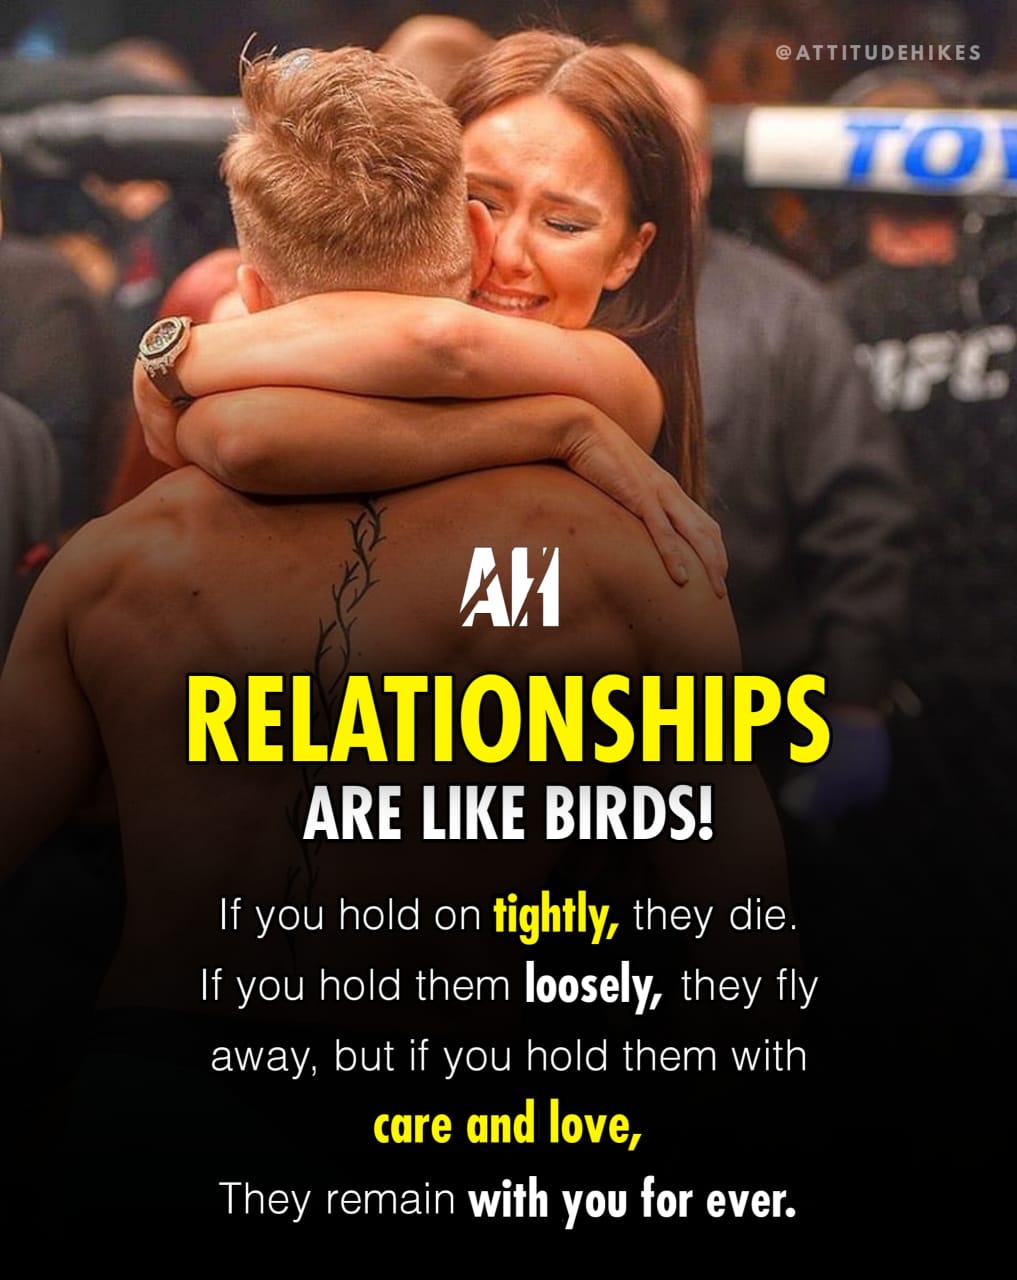 @ATTITUDEHIKES
TOY
UFC
AH
RELATIONSHIPS
ARE LIKE BIRDS!
If you hold on tightly, they die.
If you hold them loosely, they fly
away, but if you hold them with
care and love,
They remain with you for ever.